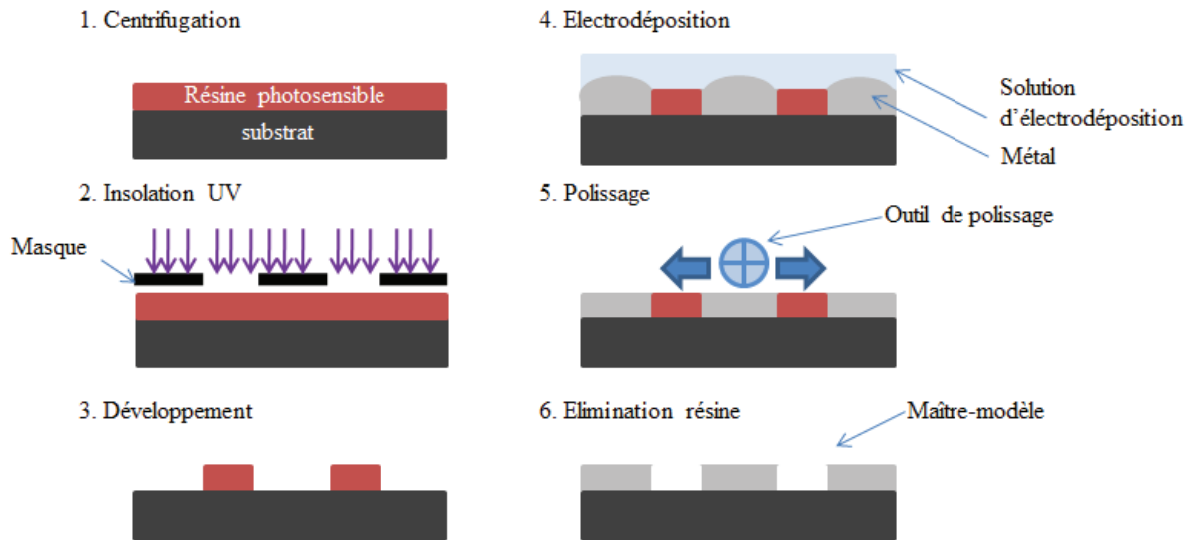 1. Centrifugation
Résine photosensible
substrat
2. Insolation UV
Masque
3. Développement
4. Electrodéposition
Solution
d'électrodéposition
Métal
5. Polissage
Outil de polissage
6. Elimination résine
Maître-modèle